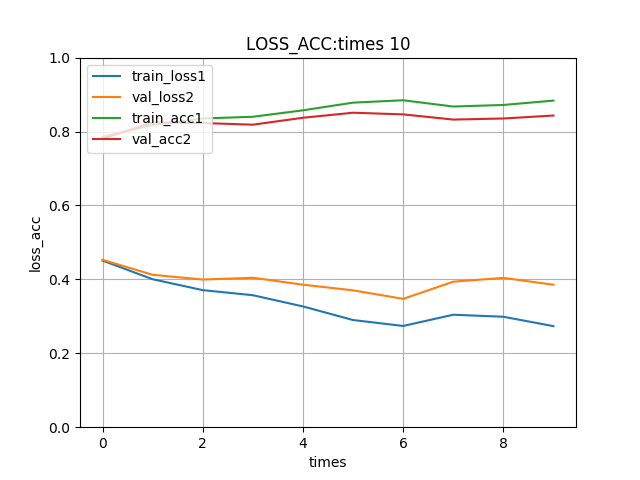 LOSS_ACC:times 10
1.0
0.8
0.6
0.4
0.2
0.0
loss_acc
train_loss1
val_loss2
train_acc1
val_acc2
0 2 4 6 8
times